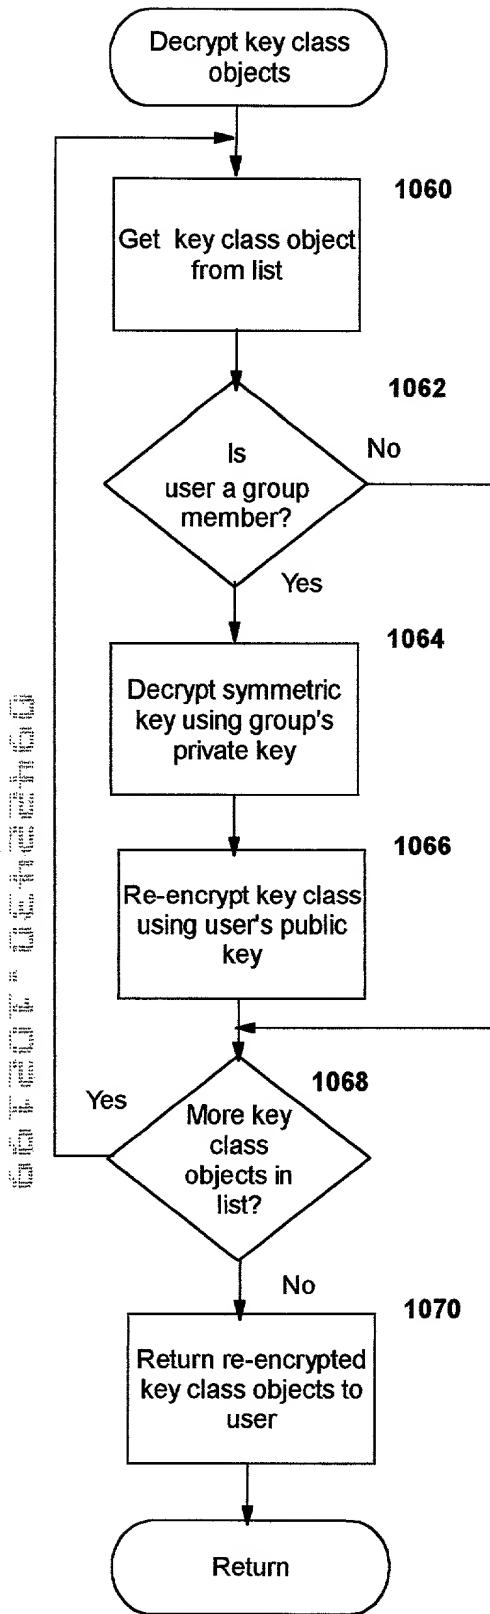 Decrypt key class
objects
1060
Get key class object
from list
1062
Is
user a group
member?
No
Yes
1064
Decrypt symmetric
key using group's
private key
1066
Re-encrypt key class
using user's public
key
1068
Yes
More key
class
objects in
list?
No
1070
Return re-encrypted
key class objects to
user
Return